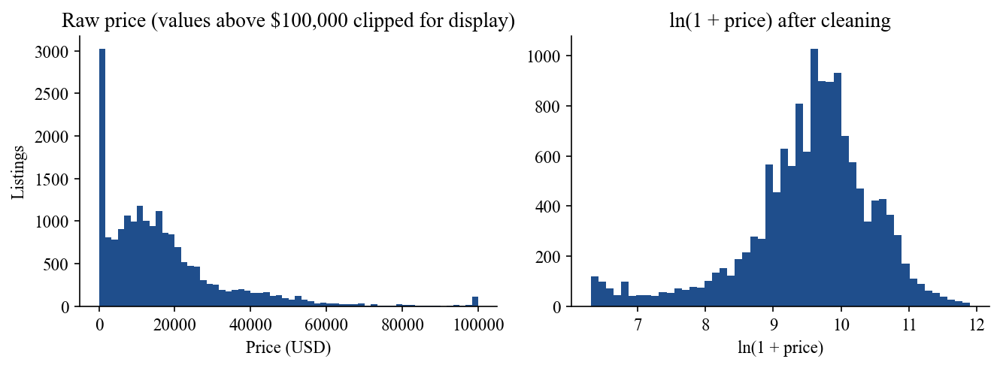 Raw price (values above $100,000 clipped for display)
3000
2500
2000
1500
1000
500
0
Listings
0 20000 40000 60000 80000 100000
Price (USD)
ln(1 + price) after cleaning
1000
800
600
400
200
0
7 8 9 10 11 12
ln(1 + price)